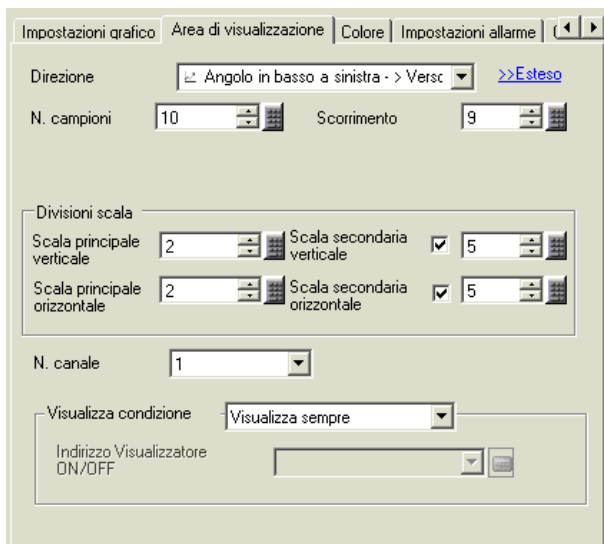 Impostazioni grafico Area di visualizzazione Colore Impostazioni allarme
Direzione Angolo in basso a sinistra - > Versc >>Esteso
N. campioni 10 Scorrimento 9
Divisioni scala
Scala principale verticale 2 Scala secondaria verticale 5
Scala principale orizzontale 2 Scala secondaria orizzontale 5
N. canale 1
Visualizza condizione Visualizza sempre
Indirizzo Visualizzatore
ON/OFF